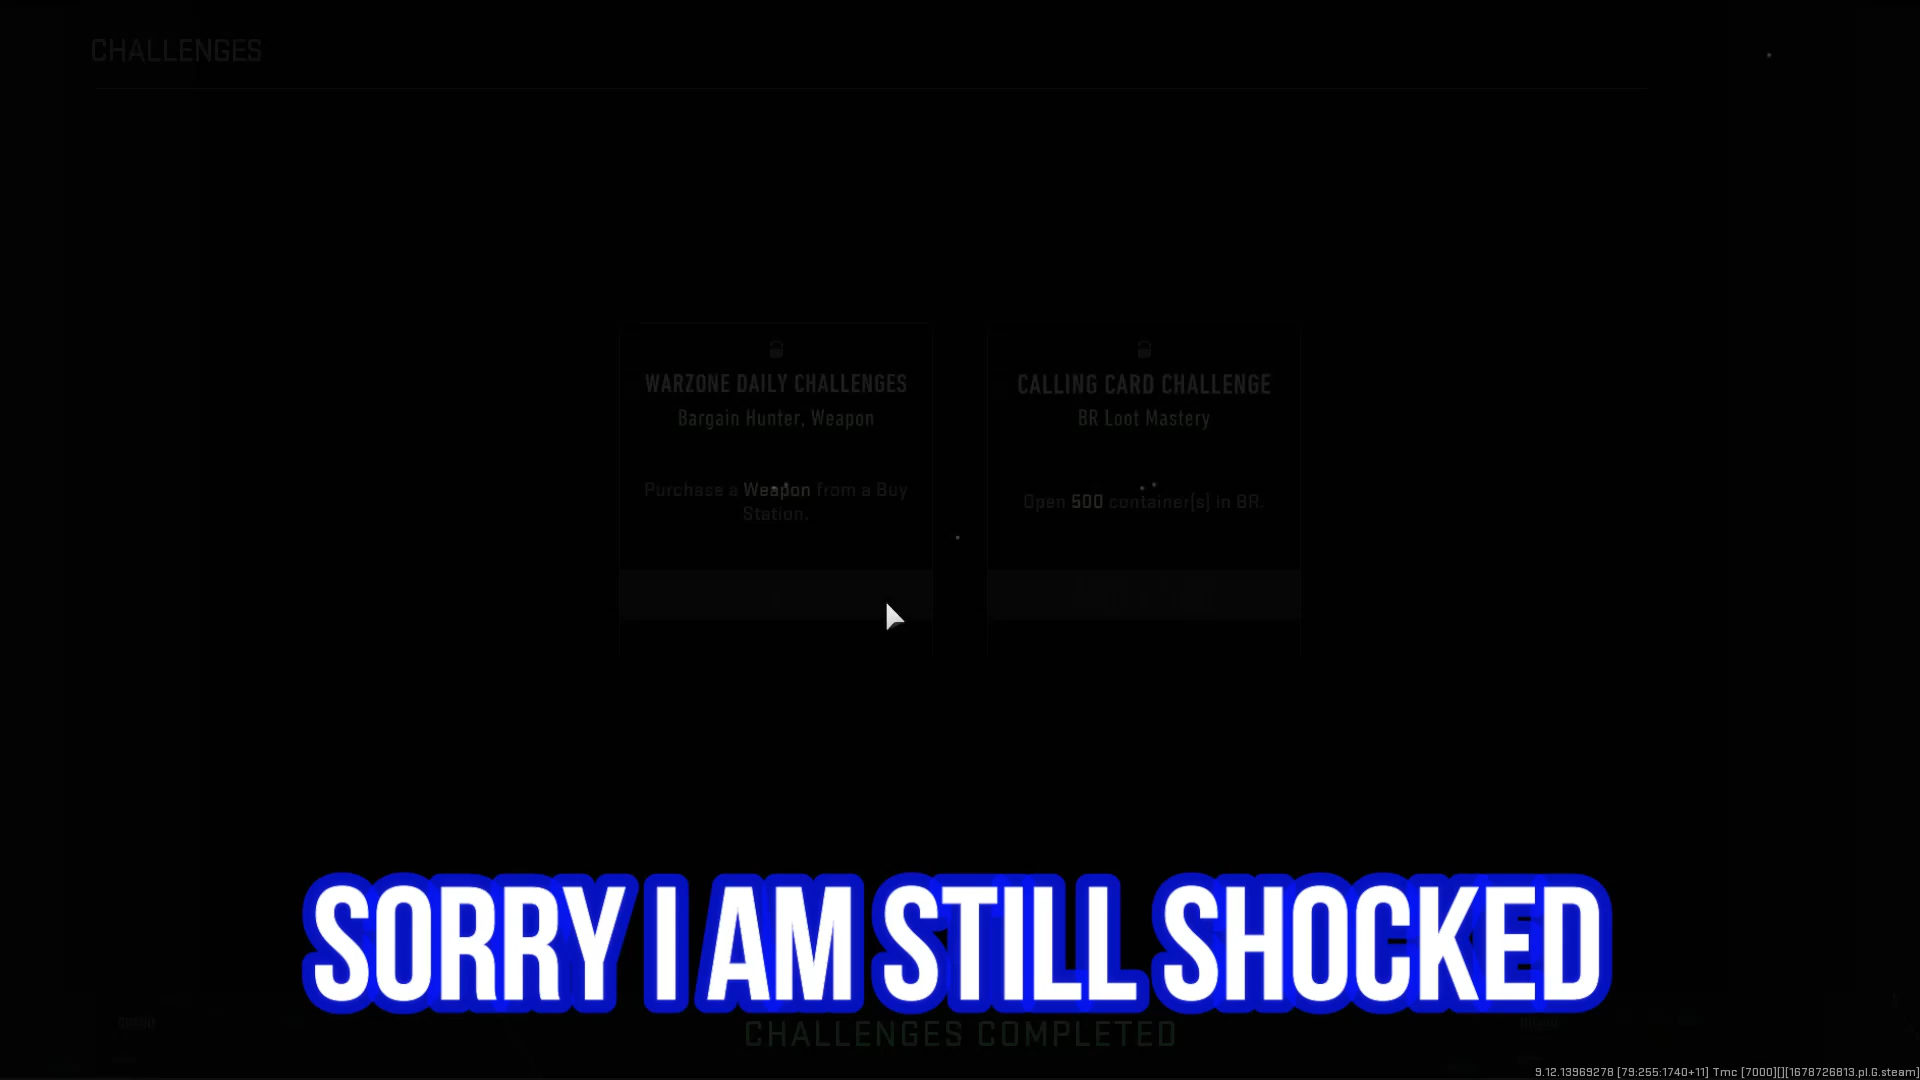 CHALLENGES
WARZONE DAILY CHALLENGES
Bargain Hunter, Weapon
Purchase a Weapon from a Buy
Station.
CALLING CARD CHALLENGE
BR Loot Mastery
Open 500 container(s) in BR.
SORRY I AM STILL SHOCKED
CHALLENGES COMPLETED
9.12.13969278 [79:255:1740+11] Tmc [7000][][1678726813.pl.G.steam]